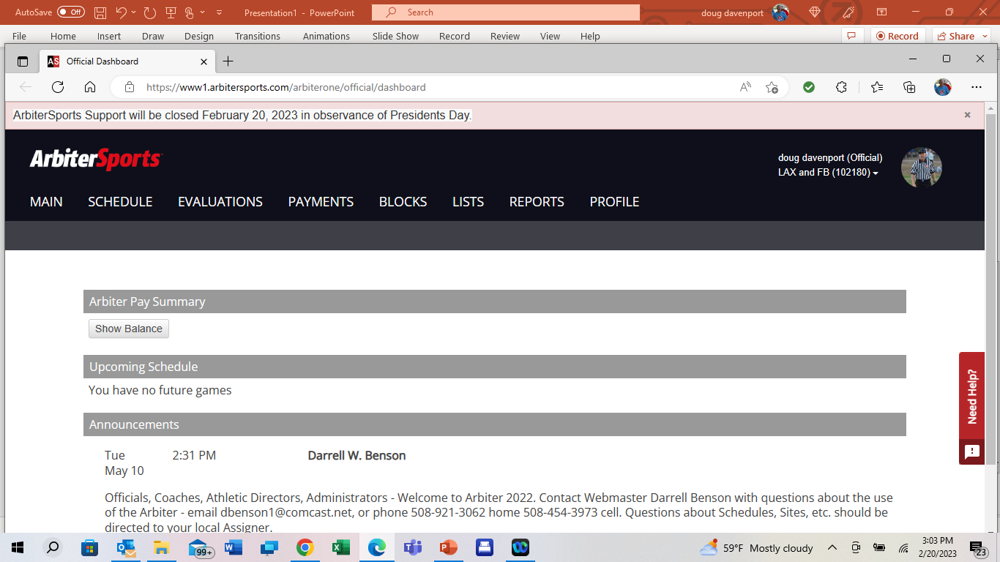 AutoSave Off Presentation1 - PowerPoint Search doug davenport
File Home Insert Draw Design Transitions Animations Slide Show Record Review View Help Record Share
AS Official Dashboard
https://www1.arbitersports.com/arbiterone/official/dashboard
ArbiterSports Support will be closed February 20, 2023 in observance of Presidents Day.
ArbiterSports
doug davenport (Official)
LAX and FB (102180)
MAIN SCHEDULE EVALUATIONS PAYMENTS BLOCKS LISTS REPORTS PROFILE
Arbiter Pay Summary
Show Balance
Upcoming Schedule
You have no future games
Need Help?
Announcements
Tue 2:31 PM Darrell W. Benson
May 10
Officials, Coaches, Athletic Directors, Administrators - Welcome to Arbiter 2022. Contact Webmaster Darrell Benson with questions about the use
of the Arbiter - email dbenson1@comcast.net, or phone 508-921-3062 home 508-454-3973 cell. Questions about Schedules, Sites, etc. should be
directed to your local Assigner.
99+ 59°F Mostly cloudy 3:03 PM
2/20/2023 23